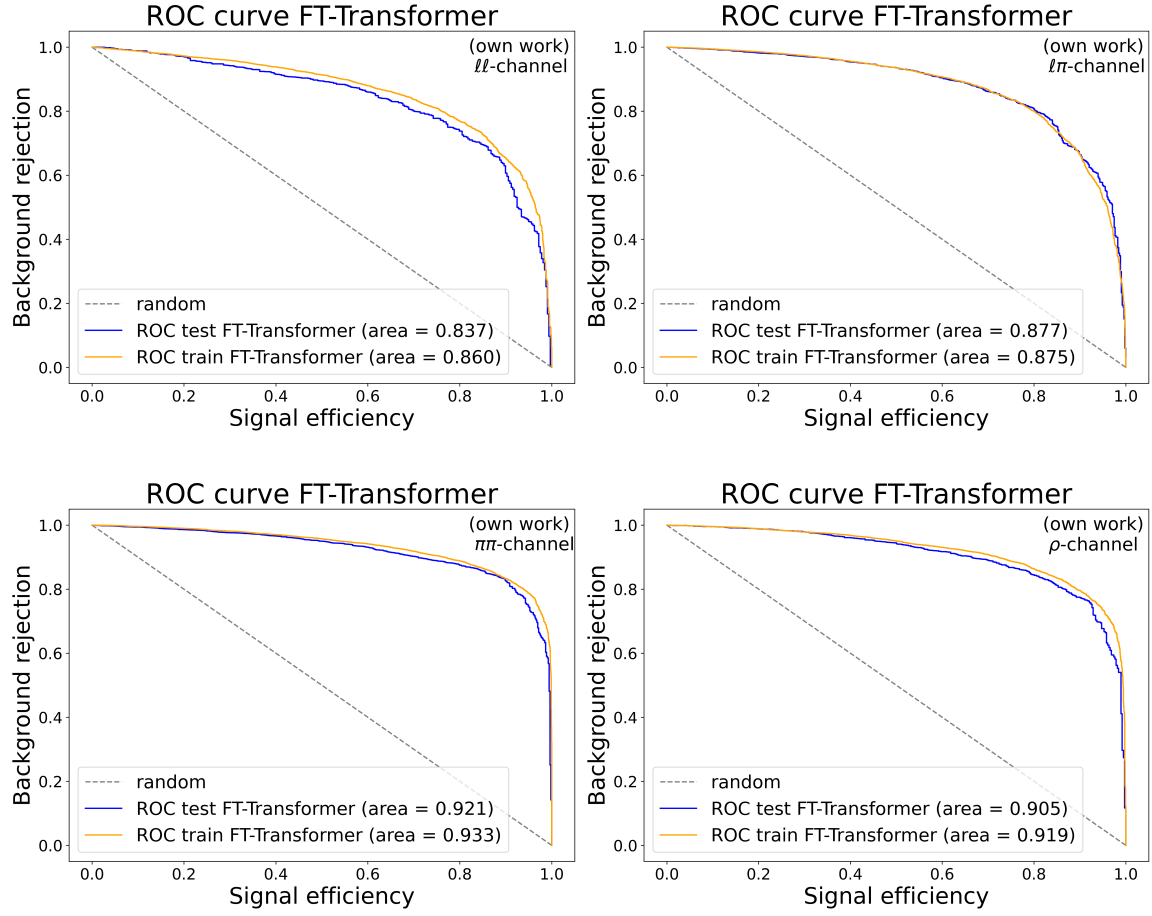 ROC curve FT-Transformer
(own work)
ℓℓ-channel
Background rejection
1.0
0.8
0.6
0.4
0.2
0.0
random
ROC test FT-Transformer (area = 0.837)
ROC train FT-Transformer (area = 0.860)
0.0 0.2 0.4 0.6 0.8 1.0
Signal efficiency
ROC curve FT-Transformer
(own work)
ℓπ-channel
Background rejection
1.0
0.8
0.6
0.4
0.2
0.0
random
ROC test FT-Transformer (area = 0.877)
ROC train FT-Transformer (area = 0.875)
0.0 0.2 0.4 0.6 0.8 1.0
Signal efficiency
ROC curve FT-Transformer
(own work)
ππ-channel
Background rejection
1.0
0.8
0.6
0.4
0.2
0.0
random
ROC test FT-Transformer (area = 0.921)
ROC train FT-Transformer (area = 0.933)
0.0 0.2 0.4 0.6 0.8 1.0
Signal efficiency
ROC curve FT-Transformer
(own work)
ρ-channel
Background rejection
1.0
0.8
0.6
0.4
0.2
0.0
random
ROC test FT-Transformer (area = 0.905)
ROC train FT-Transformer (area = 0.919)
0.0 0.2 0.4 0.6 0.8 1.0
Signal efficiency